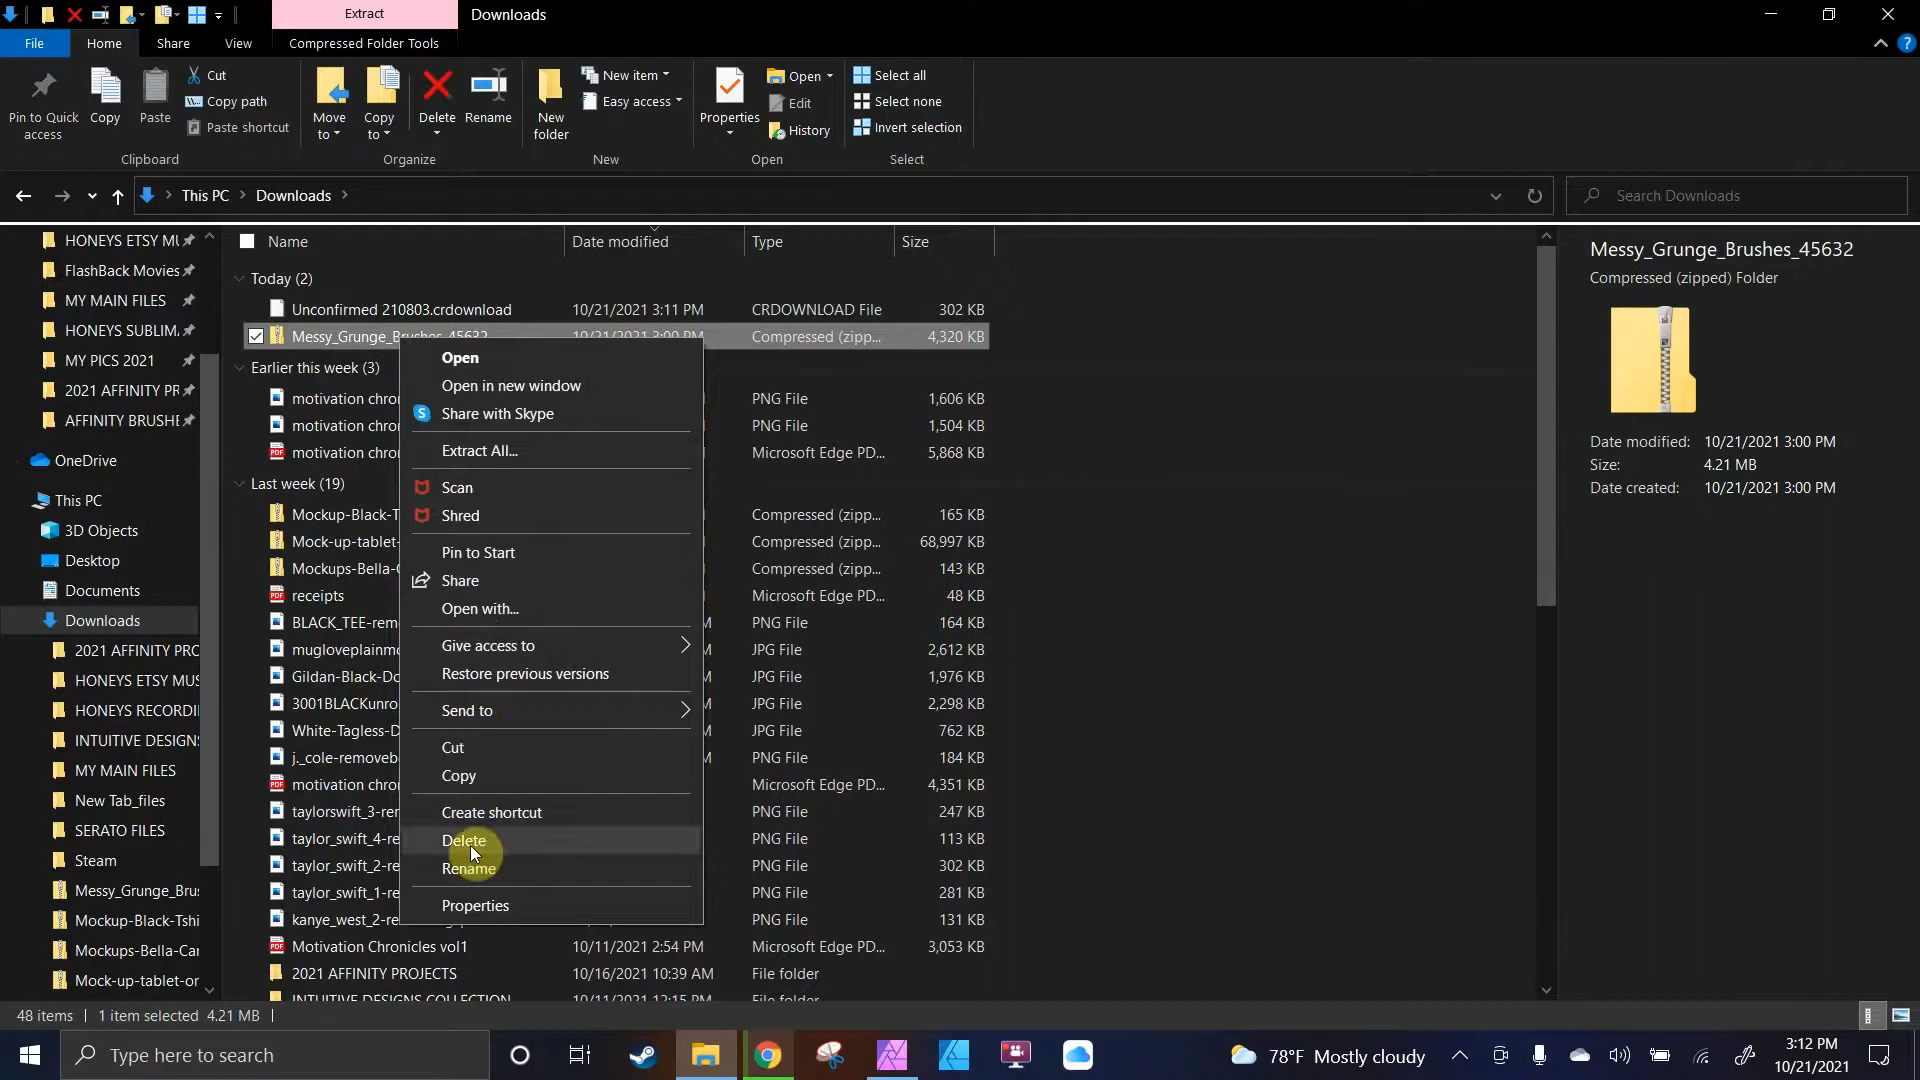 Extract
Downloads
File
Home
Share
View
Compressed Folder Tools
Pin to Quick access
Copy
Paste
Cut
Copy path
Paste shortcut
Clipboard
Move to
Copy to
Delete
Rename
Organize
New folder
New item
Easy access
New
Properties
Open
Edit
History
Open
Select all
Select none
Invert selection
Select
This PC
Downloads
Search Downloads
HONEYS ETSY MU
FlashBack Movies
MY MAIN FILES
HONEYS SUBLIM
MY PICS 2021
2021 AFFINITY PR
AFFINITY BRUSHE
OneDrive
This PC
3D Objects
Desktop
Documents
Downloads
2021 AFFINITY PRO
HONEYS ETSY MUS
HONEYS RECORDI
INTUITIVE DESIGN
MY MAIN FILES
New Tab_files
SERATO FILES
Steam
Messy_Grunge_Bru
Mockup-Black-Tshi
Mockups-Bella-Car
Mock-up-tablet-or
Name Date modified Type Size
Today (2)
Unconfirmed 210803.crdownload 10/21/2021 3:11 PM CRDOWNLOAD File 302 KB
Messy_Grunge_Brushes_45632 10/21/2021 3:00 PM Compressed (zipp... 4,320 KB
Earlier this week (3)
motivation chro PNG File 1,606 KB
motivation chro PNG File 1,504 KB
motivation chro Microsoft Edge PD... 5,868 KB
Last week (19)
Mockup-Black-T Compressed (zipp... 165 KB
Mock-up-tablet- Compressed (zipp... 68,997 KB
Mockups-Bella-C Compressed (zipp... 143 KB
receipts Microsoft Edge PD... 48 KB
BLACK_TEE-rem PNG File 164 KB
mugloveplainmo JPG File 2,612 KB
Gildan-Black-Do JPG File 1,976 KB
3001BLACKunro JPG File 2,298 KB
White-Tagless-D JPG File 762 KB
j._cole-removeb PNG File 184 KB
motivation chro Microsoft Edge PD... 4,351 KB
taylorswift_3-rer PNG File 247 KB
taylor_swift_4-re PNG File 113 KB
taylor_swift_2-re PNG File 302 KB
taylor_swift_1-re PNG File 281 KB
kanye_west_2-re PNG File 131 KB
Motivation Chronicles vol1 10/11/2021 2:54 PM Microsoft Edge PD... 3,053 KB
2021 AFFINITY PROJECTS 10/16/2021 10:39 AM File folder
INTUITIVE DESIGNS COLLECTION 10/11/2021 12:15 PM File folder
Open
Open in new window
Share with Skype
Extract All...
Scan
Shred
Pin to Start
Share
Open with...
Give access to
Restore previous versions
Send to
Cut
Copy
Create shortcut
Delete
Rename
Properties
Messy_Grunge_Brushes_45632
Compressed (zipped) Folder
Date modified: 10/21/2021 3:00 PM
Size: 4.21 MB
Date created: 10/21/2021 3:00 PM
48 items 1 item selected 4.21 MB
Type here to search
78°F Mostly cloudy
3:12 PM
10/21/2021